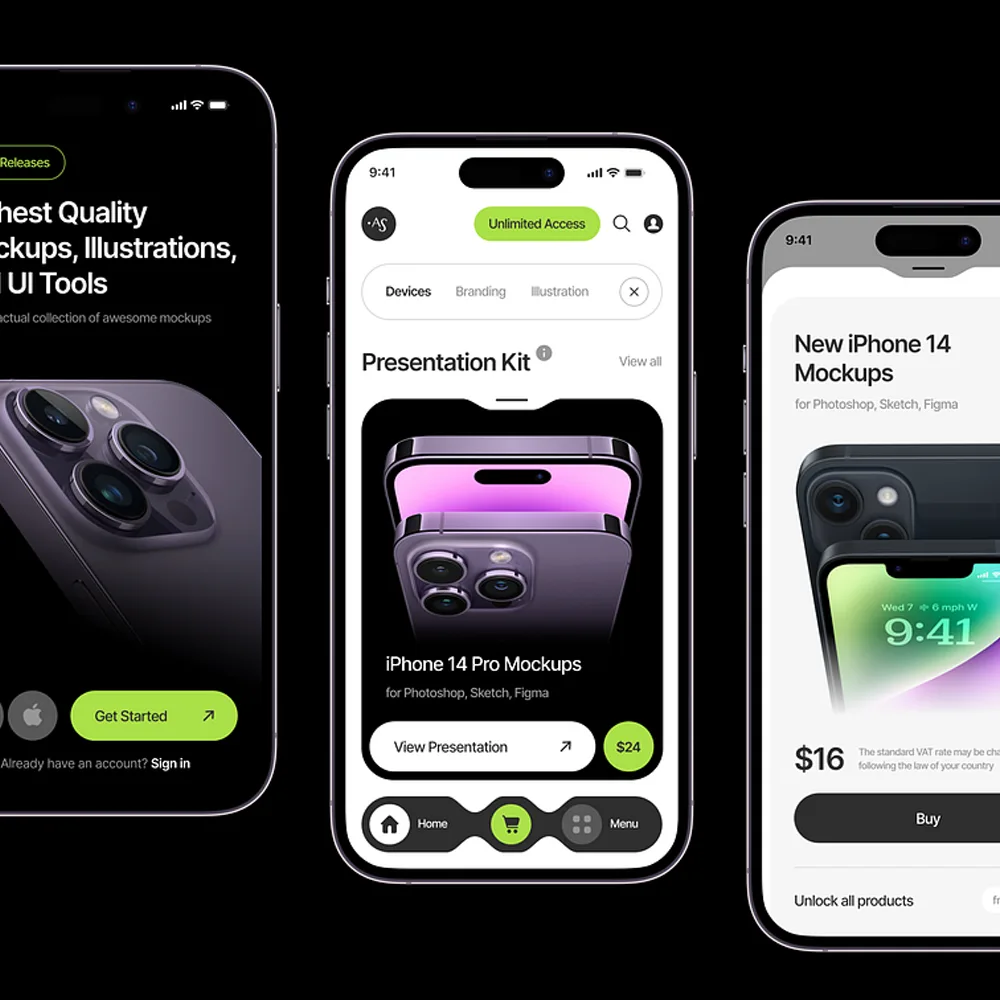 Releases
hest Quality
ckups, Illustrations,
UI Tools
actual collection of awesome mockups
Get Started
Already have an account? Sign in
9:41
AS
Unlimited Access
Devices Branding Illustration
Presentation Kit
View all
iPhone 14 Pro Mockups
for Photoshop, Sketch, Figma
View Presentation
$24
Home
Menu
9:41
New iPhone 14
Mockups
for Photoshop, Sketch, Figma
Wed 7 6 mph W
9:41
$16
The standard VAT rate may be cha
following the law of your country
Buy
Unlock all products